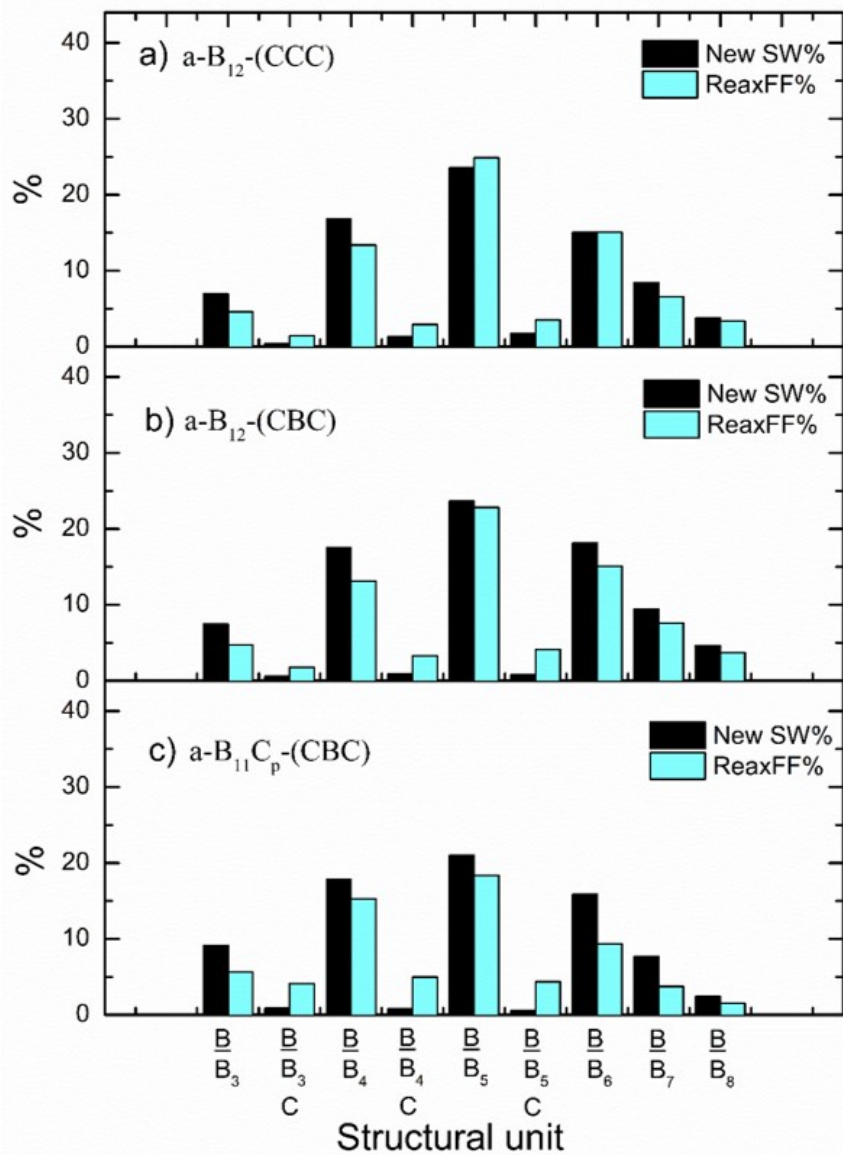 40
a) a-B₁₂-(CCC)
New SW%
ReaxFF%
30
20
%
10
0
40
b) a-B₁₂-(CBC)
New SW%
ReaxFF%
30
20
%
10
0
40
c) a-B₁₁Cₚ-(CBC)
New SW%
ReaxFF%
30
20
%
10
0
B B B B B B B B B
B₃ B₃ B₄ B₄ B₅ B₅ B₆ B₇ B₈
C C C
Structural unit